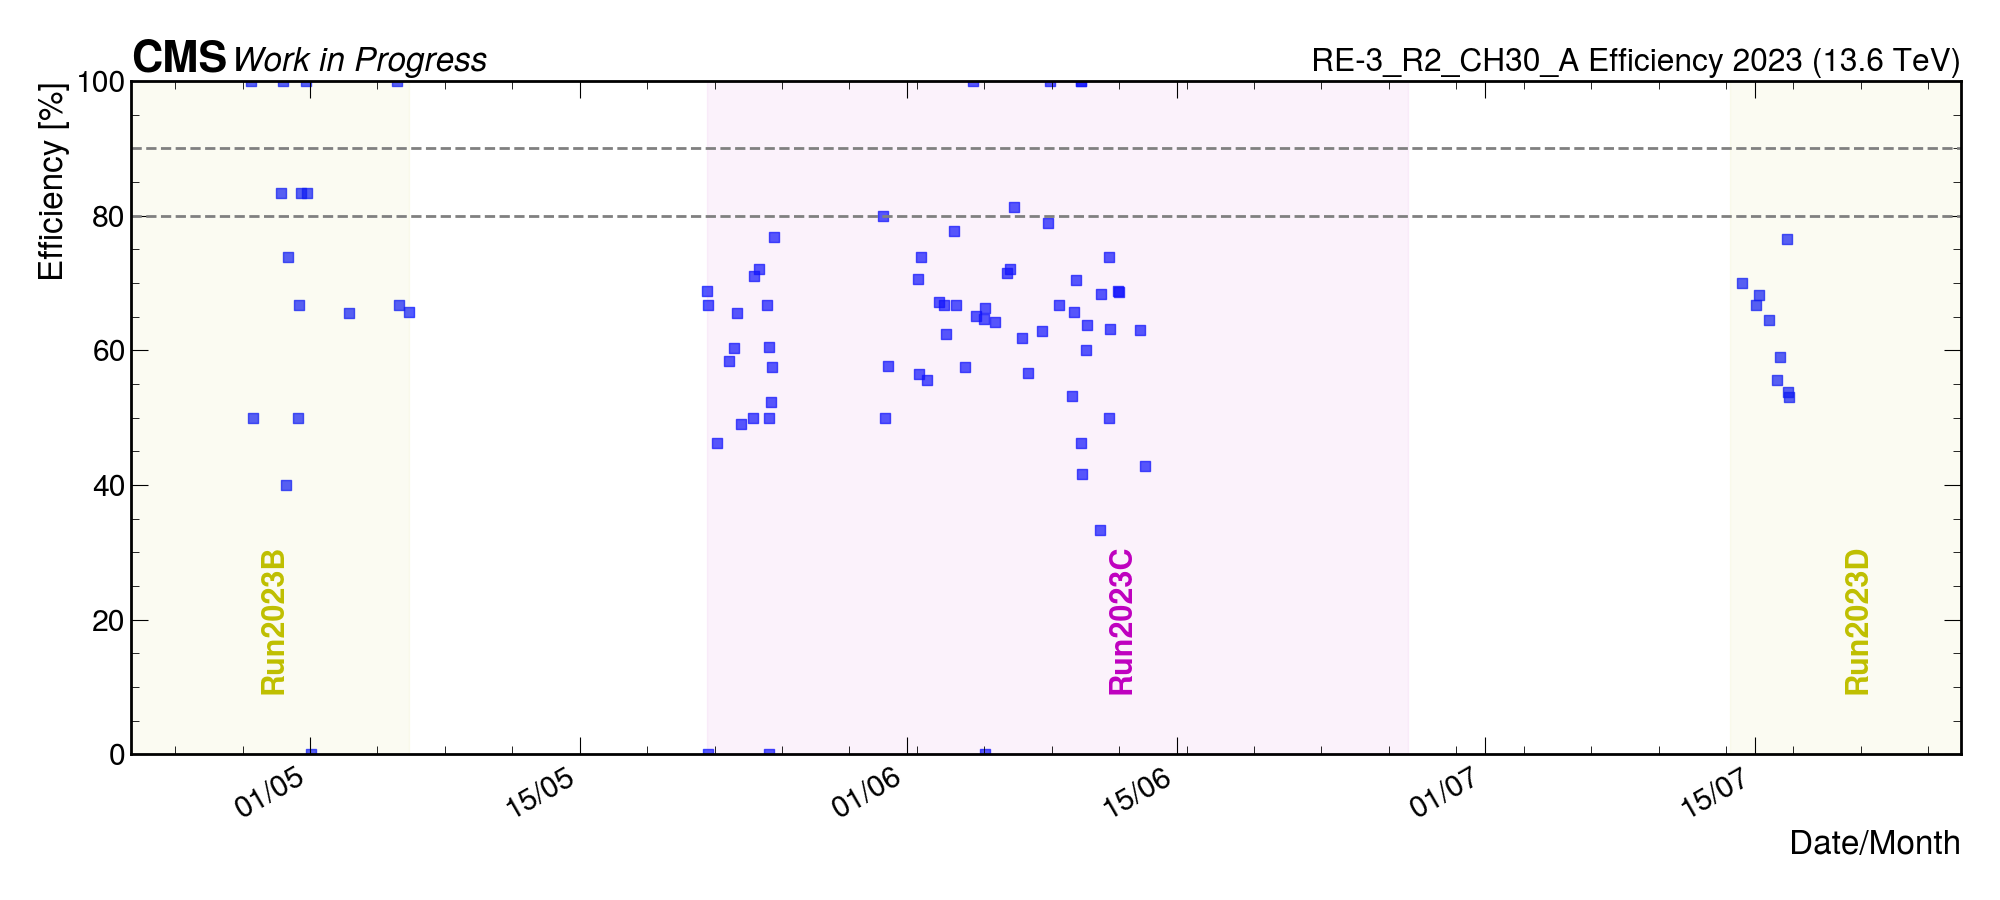 CMS Work in Progress
RE-3_R2_CH30_A Efficiency 2023 (13.6 TeV)
Efficiency [%]
100
80
60
40
20
0
Run2023B
Run2023C
Run2023D
01/05
15/05
01/06
15/06
01/07
15/07
Date/Month